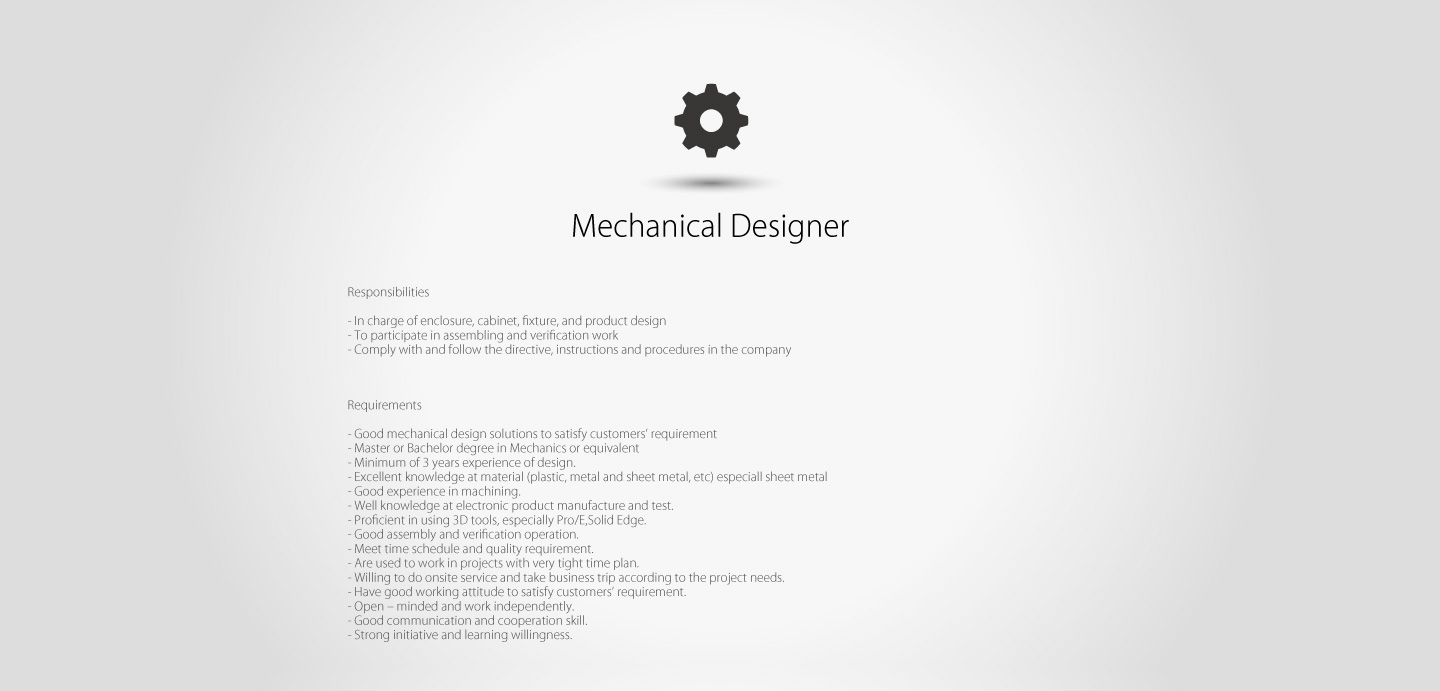 Mechanical Designer
Responsibilities
- In charge of enclosure, cabinet, fixture, and product design
- To participate in assembling and verification work
- Comply with and follow the directive, instructions and procedures in the company
Requirements
- Good mechanical design solutions to satisfy customers’ requirement
- Master or Bachelor degree in Mechanics or equivalent
- Minimum of 3 years experience of design.
- Excellent knowledge at material (plastic, metal and sheet metal, etc) especiall sheet metal
- Good experience in machining.
- Well knowledge at electronic product manufacture and test.
- Proficient in using 3D tools, especially Pro/E,Solid Edge.
- Good assembly and verification operation.
- Meet time schedule and quality requirement.
- Are used to work in projects with very tight time plan.
- Willing to do onsite service and take business trip according to the project needs.
- Have good working attitude to satisfy customers’ requirement.
- Open – minded and work independently.
- Good communication and cooperation skill.
- Strong initiative and learning willingness.